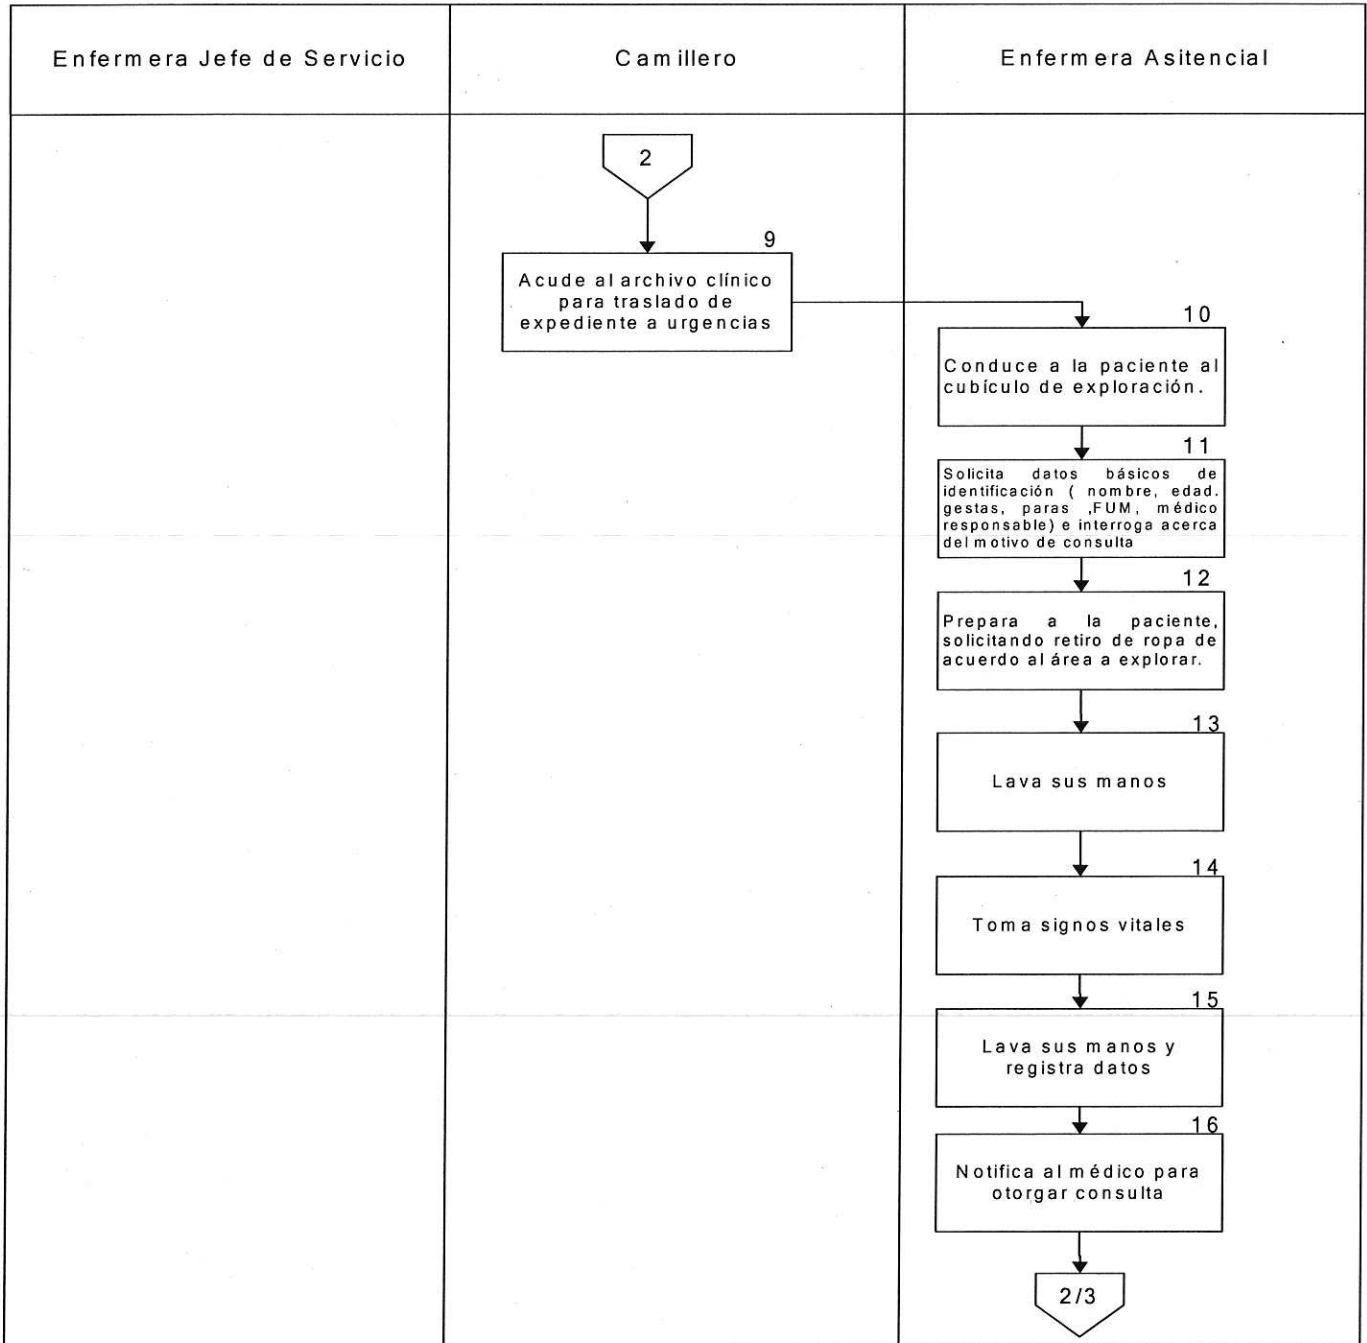 Enfermera Jefe de Servicio
Camillero
Enfermera Asitencial
2
9
Acude al archivo clínico
para traslado de
expediente a urgencias
10
Conduce a la paciente al
cubículo de exploración.
11
Solicita datos básicos de
identificación ( nombre, edad.
gestas, paras ,FUM, médico
responsable) e interroga acerca
del motivo de consulta
12
Prepara a la paciente,
solicitando retiro de ropa de
acuerdo al área a explorar.
13
Lava sus manos
14
Toma signos vitales
15
Lava sus manos y
registra datos
16
Notifica al médico para
otorgar consulta
2/3